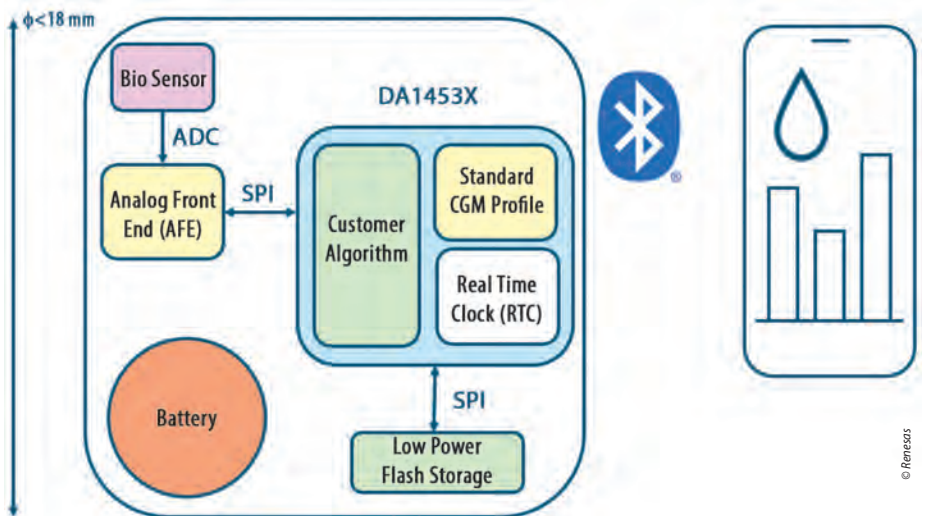 ϕ<18 mm
Bio Sensor
DA1453X
ADC
Analog Front
End (AFE)
SPI
Customer
Algorithm
Standard
CGM Profile
Real Time
Clock (RTC)
Battery
SPI
Low Power
Flash Storage
®
© Renesas